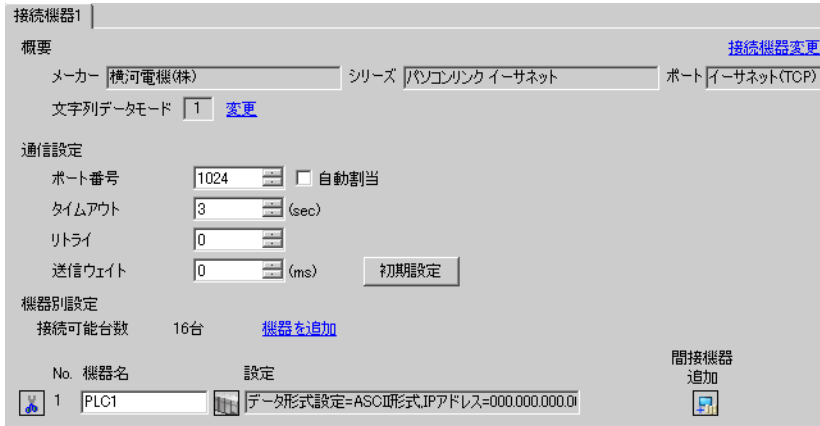 接続機器1
概要 接続機器変更
メーカー 横河電機(株) シリーズ パソコンリンク イーサネット ポート イーサネット(TCP)
文字列データモード 1 変更
通信設定
ポート番号 1024 自動割当
タイムアウト 3 (sec)
リトライ 0
送信ウェイト 0 (ms) 初期設定
機器別設定
接続可能台数 16台 機器を追加
間接機器
No. 機器名 設定 追加
1 PLC1 データ形式設定=ASCII形式,IPアドレス=000.000.000.0